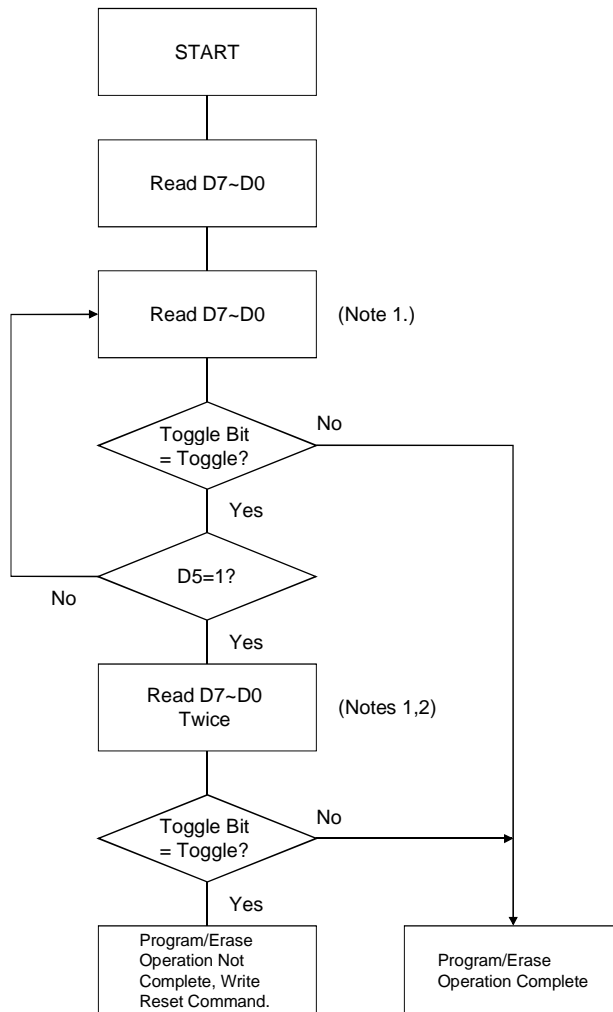 START
Read D7~D0
Read D7~D0
(Note 1.)
No
Toggle Bit
= Toggle?
Yes
D5=1?
No
Yes
Read D7~D0
Twice
(Notes 1,2)
No
Toggle Bit
= Toggle?
Yes
Program/Erase
Operation Not
Complete, Write
Reset Command.
Program/Erase
Operation Complete